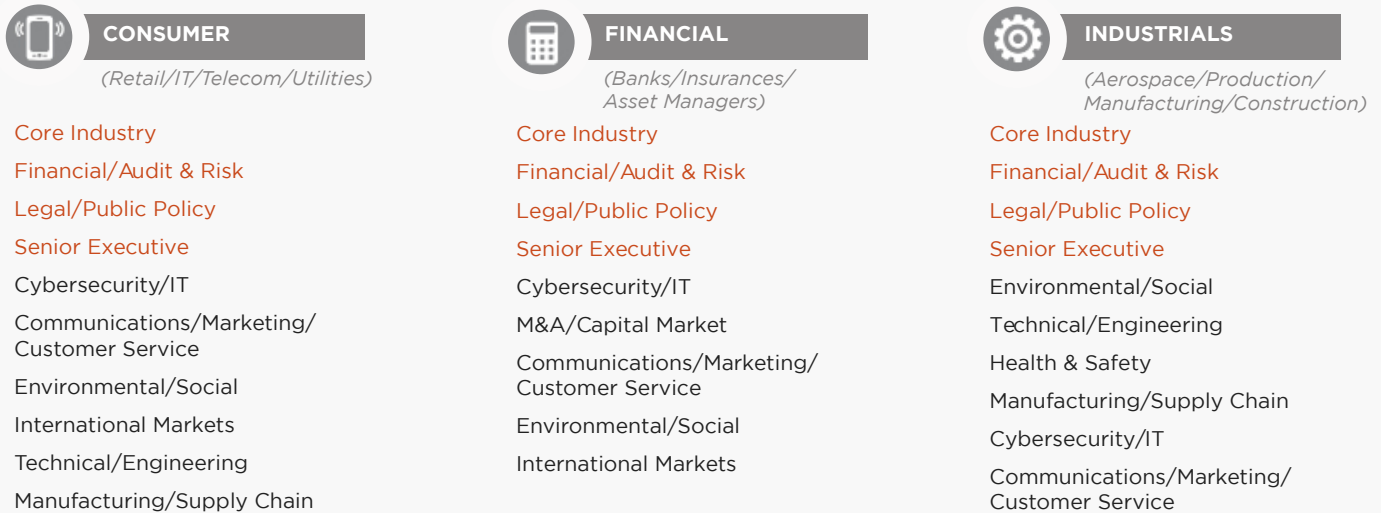 CONSUMER
(Retail/IT/Telecom/Utilities)
Core Industry
Financial/Audit & Risk
Legal/Public Policy
Senior Executive
Cybersecurity/IT
Communications/Marketing/
Customer Service
Environmental/Social
International Markets
Technical/Engineering
Manufacturing/Supply Chain
FINANCIAL
(Banks/Insurances/
Asset Managers)
Core Industry
Financial/Audit & Risk
Legal/Public Policy
Senior Executive
Cybersecurity/IT
M&A/Capital Market
Communications/Marketing/
Customer Service
Environmental/Social
International Markets
INDUSTRIALS
(Aerospace/Production/
Manufacturing/Construction)
Core Industry
Financial/Audit & Risk
Legal/Public Policy
Senior Executive
Environmental/Social
Technical/Engineering
Health & Safety
Manufacturing/Supply Chain
Cybersecurity/IT
Communications/Marketing/
Customer Service